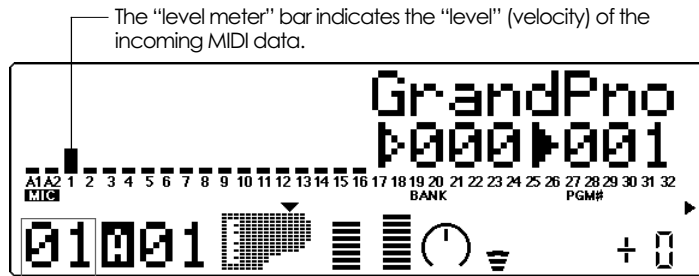 The “level meter” bar indicates the “level” (velocity) of the
incoming MIDI data.
GrandPno
000 001
A1 A2 1 2 3 4 5 6 7 8 9 10 11 12 13 14 15 16 17 18 19 20 21 22 23 24 25 26 27 28 29 30 31 32
MIC BANK PGM#
01 A01 + 0